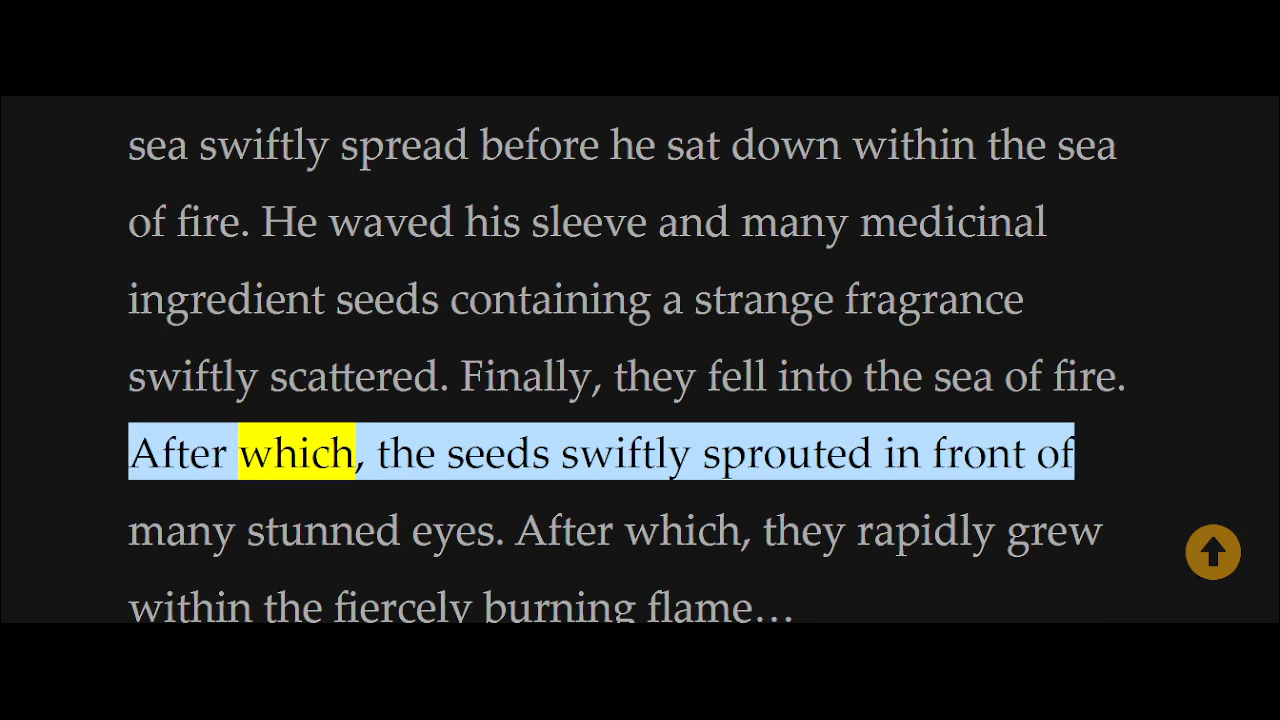 sea swiftly spread before he sat down within the sea
of fire. He waved his sleeve and many medicinal
ingredient seeds containing a strange fragrance
swiftly scattered. Finally, they fell into the sea of fire.
After which, the seeds swiftly sprouted in front of
many stunned eyes. After which, they rapidly grew
within the fiercely burning flame…